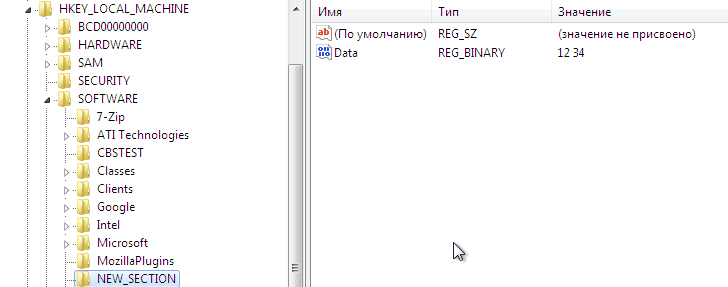 HKEY_LOCAL_MACHINE
BCD00000000
HARDWARE
SAM
SECURITY
SOFTWARE
7-Zip
ATI Technologies
CBSTEST
Classes
Clients
Google
Intel
Microsoft
MozillaPlugins
NEW_SECTION
Имя Тип Значение
(По умолчанию) REG_SZ (значение не присвоено)
Data REG_BINARY 12 34